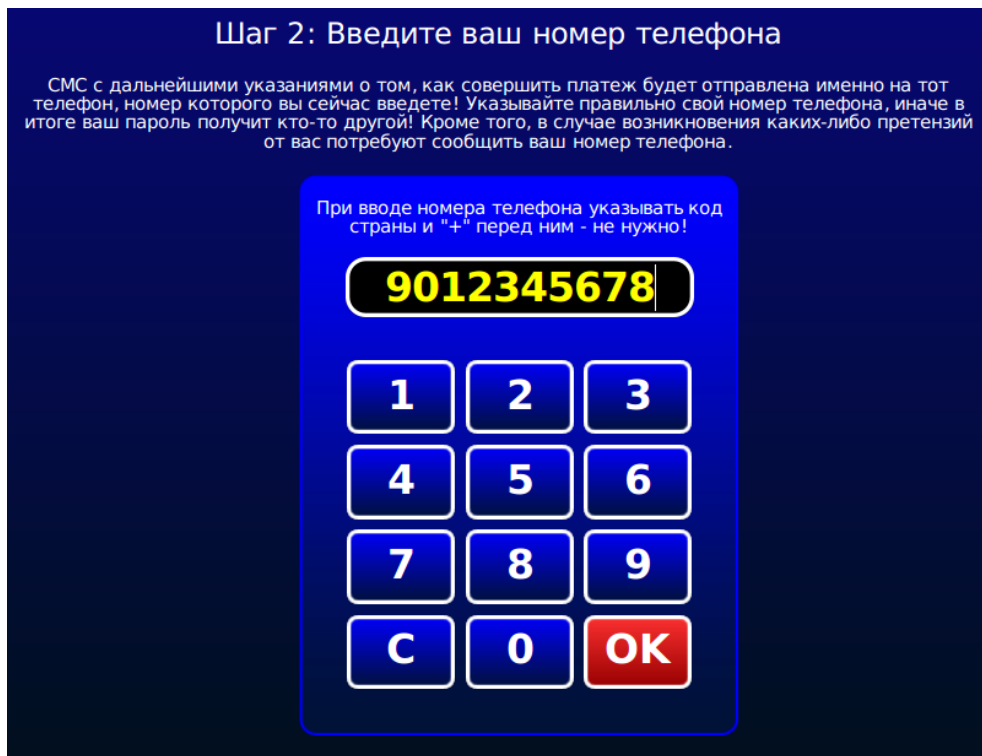 Шаг 2: Введите ваш номер телефона
СМС с дальнейшими указаниями о том, как совершить платеж будет отправлена именно на тот
телефон, номер которого вы сейчас введете! Указывайте правильно свой номер телефона, иначе в
итоге ваш пароль получит кто-то другой! Кроме того, в случае возникновения каких-либо претензий
от вас потребуют сообщить ваш номер телефона.
При вводе номера телефона указывать код
страны и "+" перед ним - не нужно!
9012345678
1 2 3
4 5 6
7 8 9
C 0 OK